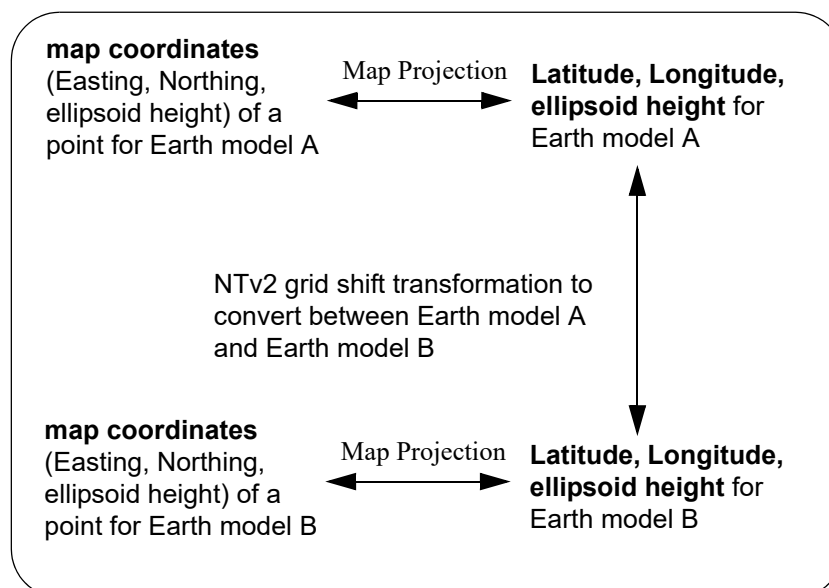 map coordinates
(Easting, Northing,
ellipsoid height) of a
point for Earth model A
Map Projection
Latitude, Longitude,
ellipsoid height for
Earth model A
NTv2 grid shift transformation to
convert between Earth model A
and Earth model B
map coordinates
(Easting, Northing,
ellipsoid height) of a
point for Earth model B
Map Projection
Latitude, Longitude,
ellipsoid height for
Earth model B